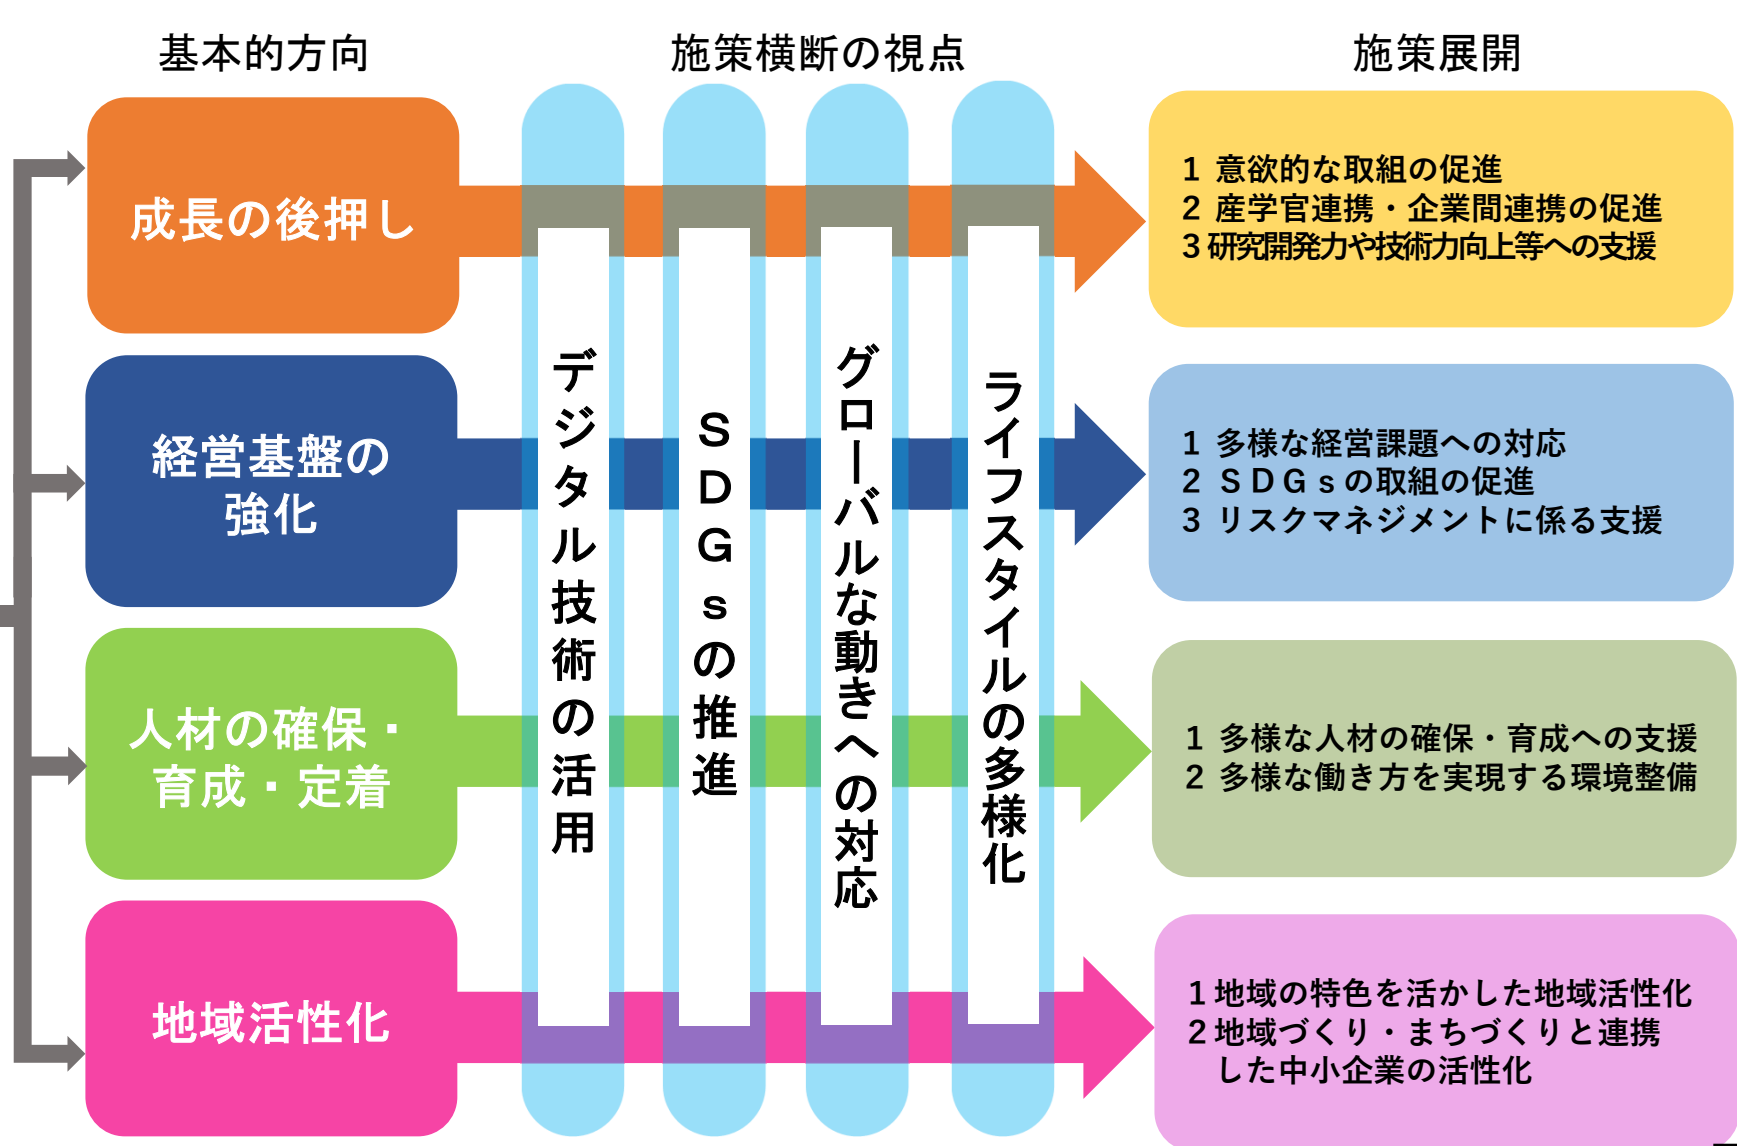 基本的方向
施策横断の視点
施策展開
成長の後押し
経営基盤の
強化
人材の確保・
育成・定着
地域活性化
デジタル技術の活用
ＳＤＧｓの推進
グローバルな動きへの対応
ライフスタイルの多様化
1 意欲的な取組の促進
2 産学官連携・企業間連携の促進
3 研究開発力や技術力向上等への支援
1 多様な経営課題への対応
2 ＳＤＧｓの取組の促進
3 リスクマネジメントに係る支援
1 多様な人材の確保・育成への支援
2 多様な働き方を実現する環境整備
1 地域の特色を活かした地域活性化
2 地域づくり・まちづくりと連携
した中小企業の活性化